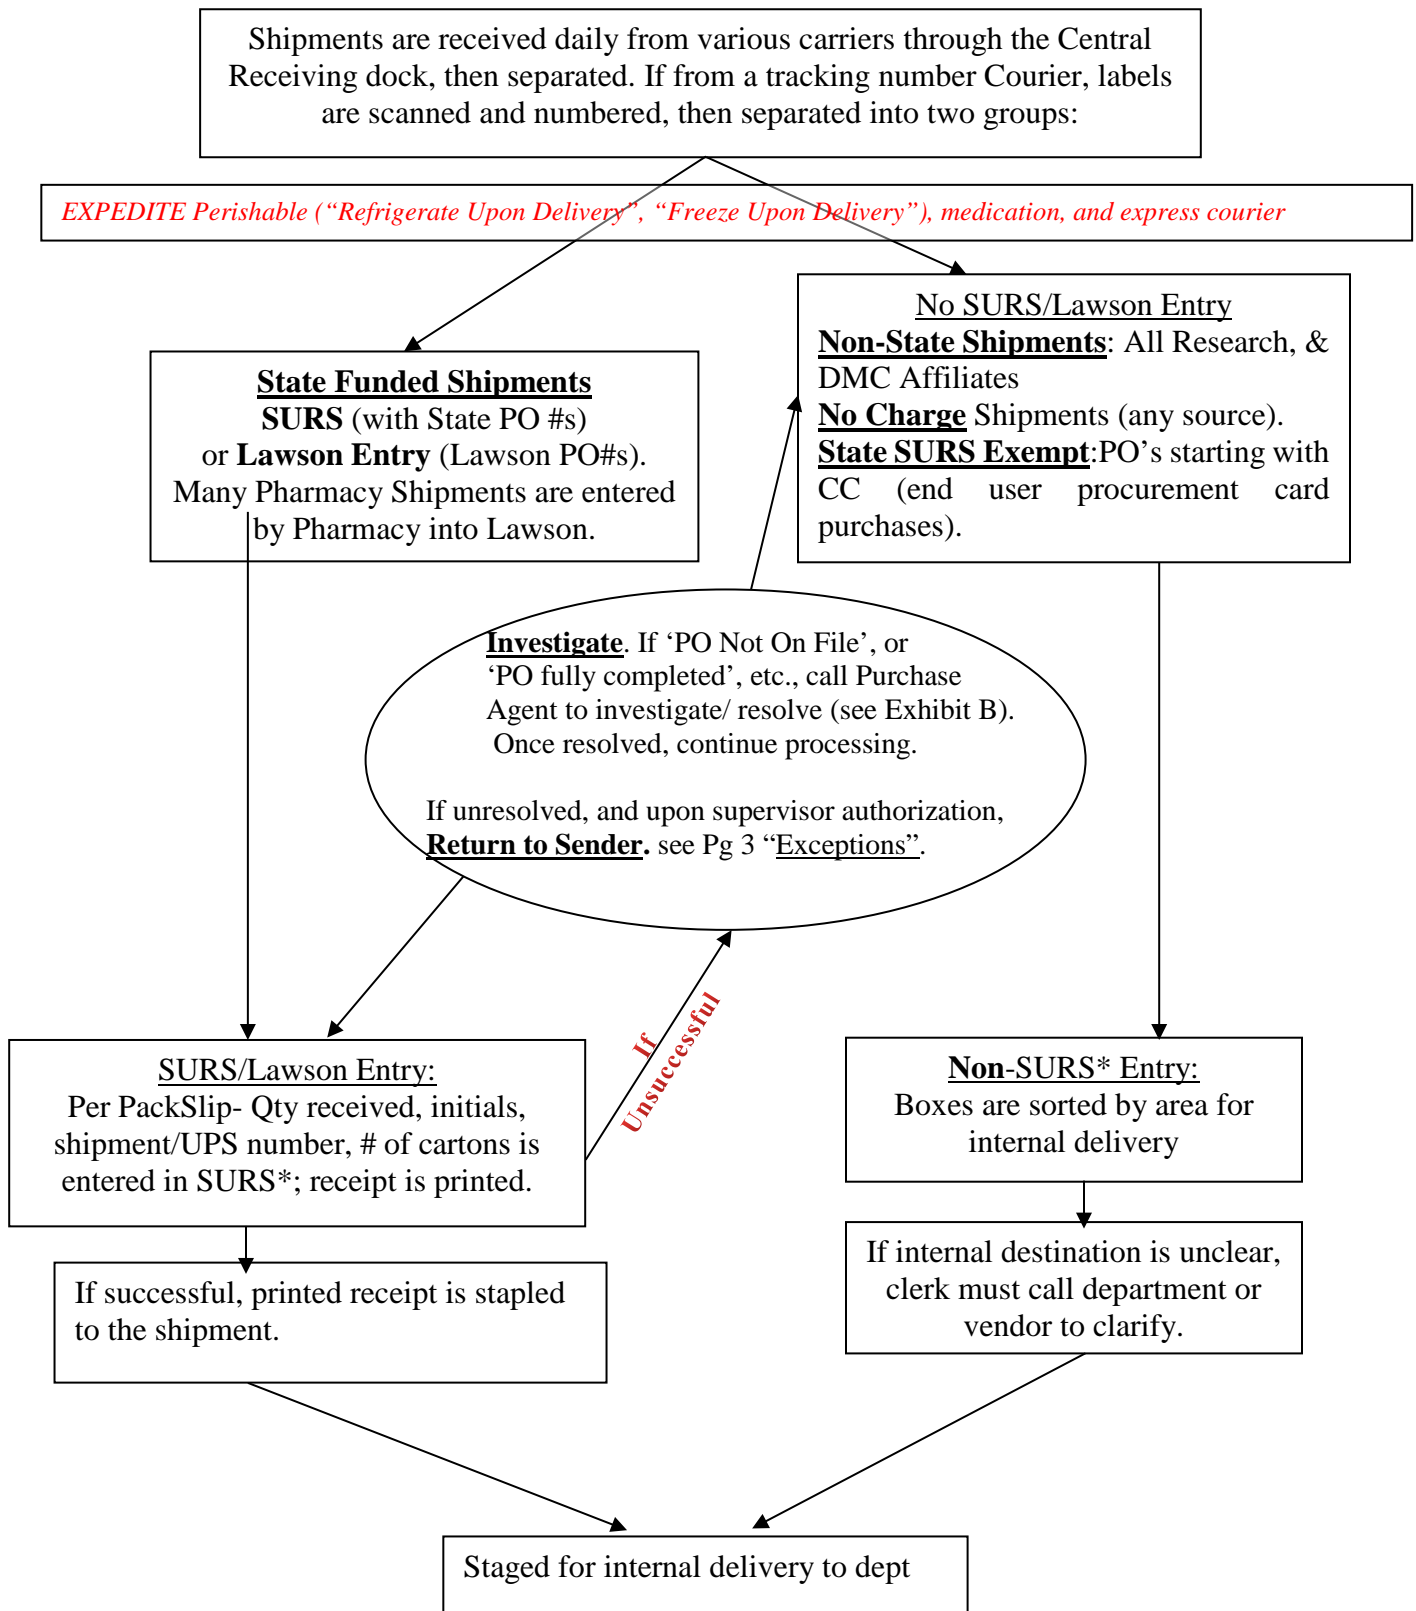 Shipments are received daily from various carriers through the Central
Receiving dock, then separated. If from a tracking number Courier, labels
are scanned and numbered, then separated into two groups:
EXPEDITE Perishable (“Refrigerate Upon Delivery”, “Freeze Upon Delivery”), medication, and express courier
State Funded Shipments
SURS (with State PO #s)
or Lawson Entry (Lawson PO#s).
Many Pharmacy Shipments are entered
by Pharmacy into Lawson.
No SURS/Lawson Entry
Non-State Shipments: All Research, &
DMC Affiliates
No Charge Shipments (any source).
State SURS Exempt:PO’s starting with
CC (end user procurement card
purchases).
Investigate. If ‘PO Not On File’, or
‘PO fully completed’, etc., call Purchase
Agent to investigate/ resolve (see Exhibit B).
Once resolved, continue processing.
If unresolved, and upon supervisor authorization,
Return to Sender. see Pg 3 “Exceptions”.
If
Unsuccessful
SURS/Lawson Entry:
Per PackSlip- Qty received, initials,
shipment/UPS number, # of cartons is
entered in SURS*; receipt is printed.
Non-SURS* Entry:
Boxes are sorted by area for
internal delivery
If successful, printed receipt is stapled
to the shipment.
If internal destination is unclear,
clerk must call department or
vendor to clarify.
Staged for internal delivery to dept